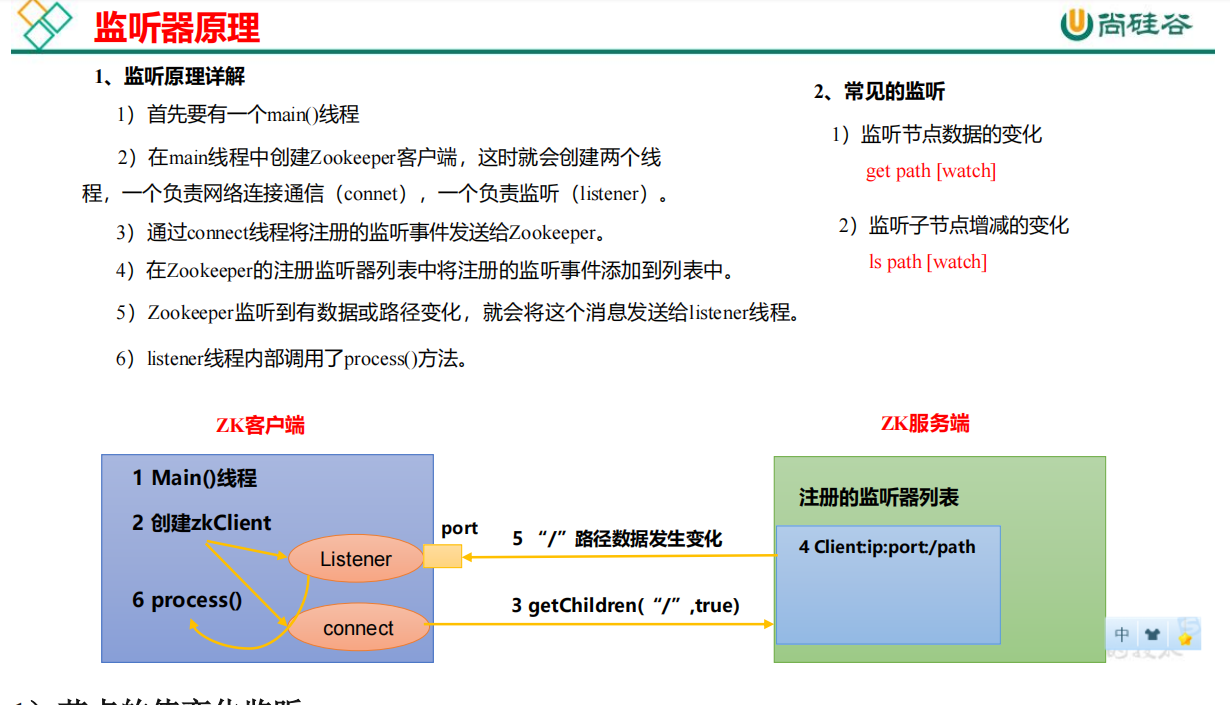 监听器原理
尚硅谷
1、监听原理详解
1）首先要有一个main()线程
2）在main线程中创建Zookeeper客户端，这时就会创建两个线
程，一个负责网络连接通信（connet），一个负责监听（listener）。
3）通过connect线程将注册的监听事件发送给Zookeeper。
4）在Zookeeper的注册监听器列表中将注册的监听事件添加到列表中。
5）Zookeeper监听到有数据或路径变化，就会将这个消息发送给listener线程。
6）listener线程内部调用了process()方法。
2、常见的监听
1）监听节点数据的变化
get path [watch]
2）监听子节点增减的变化
ls path [watch]
ZK客户端
1 Main()线程
2 创建zkClient
Listener
6 process()
connect
port
5 “/”路径数据发生变化
3 getChildren(“/”,true)
ZK服务端
注册的监听器列表
4 Client:ip:port:/path
中